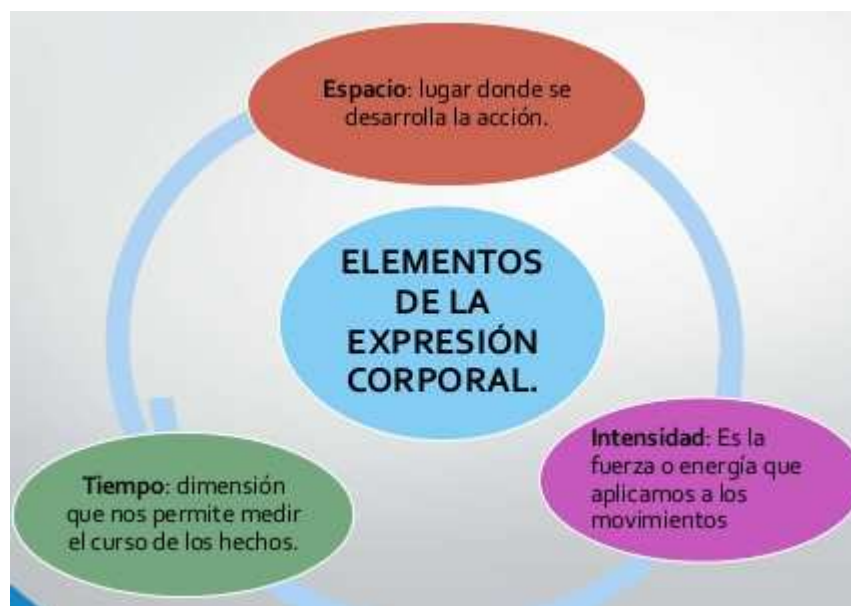 Espacio: lugar donde se
desarrolla la acción.
ELEMENTOS
DE LA
EXPRESIÓN
CORPORAL.
Intensidad: Es la
fuerza o energía que
aplicamos a los
movimientos
Tiempo: dimensión
que nos permite medir
el curso de los hechos.